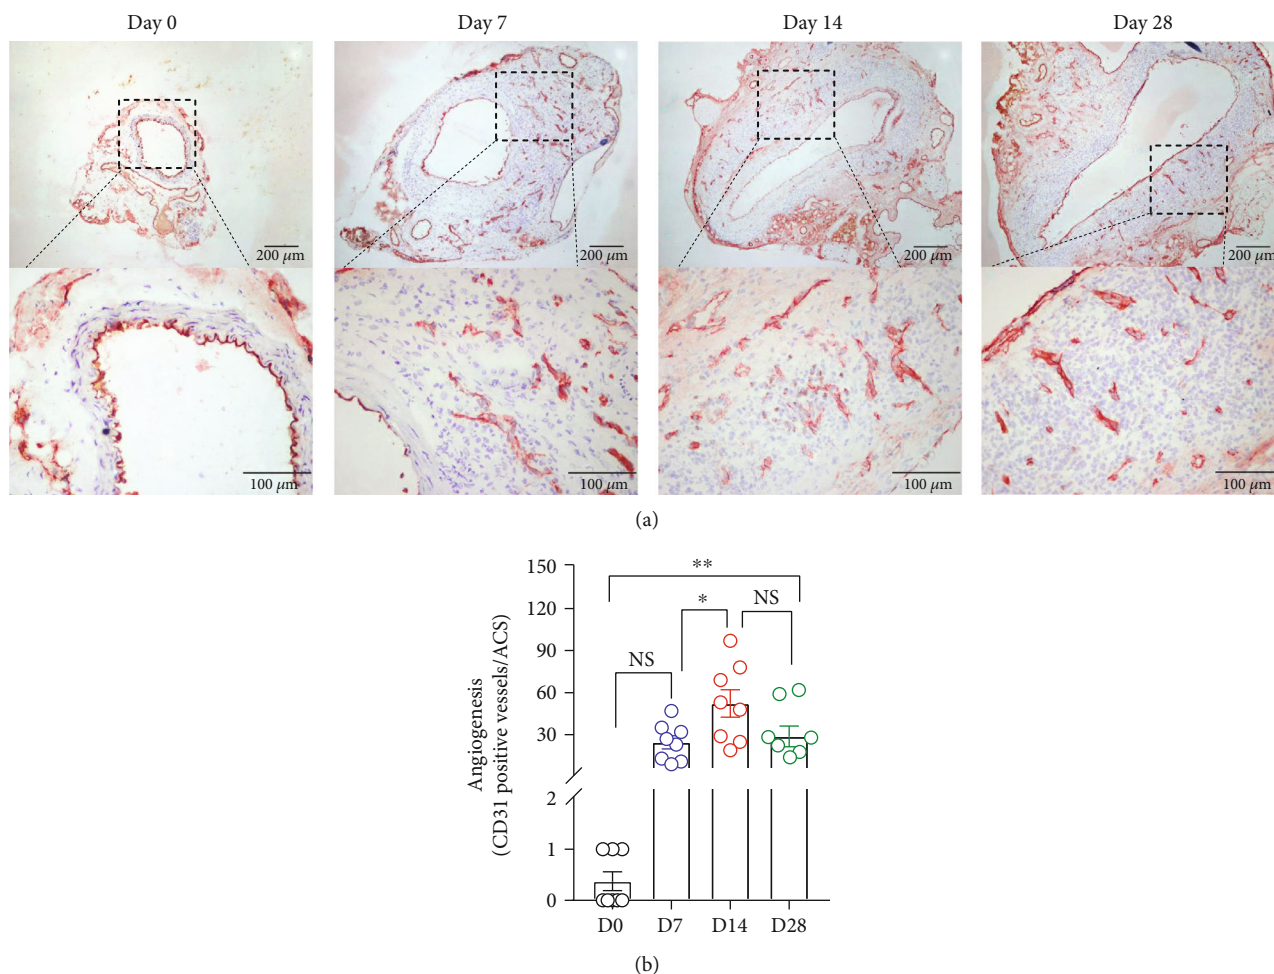 Day 0 Day 7 Day 14 Day 28
200 μm 200 μm 200 μm 200 μm
100 μm 100 μm 100 μm 100 μm
(a)
Angiogenesis
(CD31 positive vessels/ACS)
150
120
90
60
30
2
1
0
**
*
NS
NS
D0 D7 D14 D28
(b)